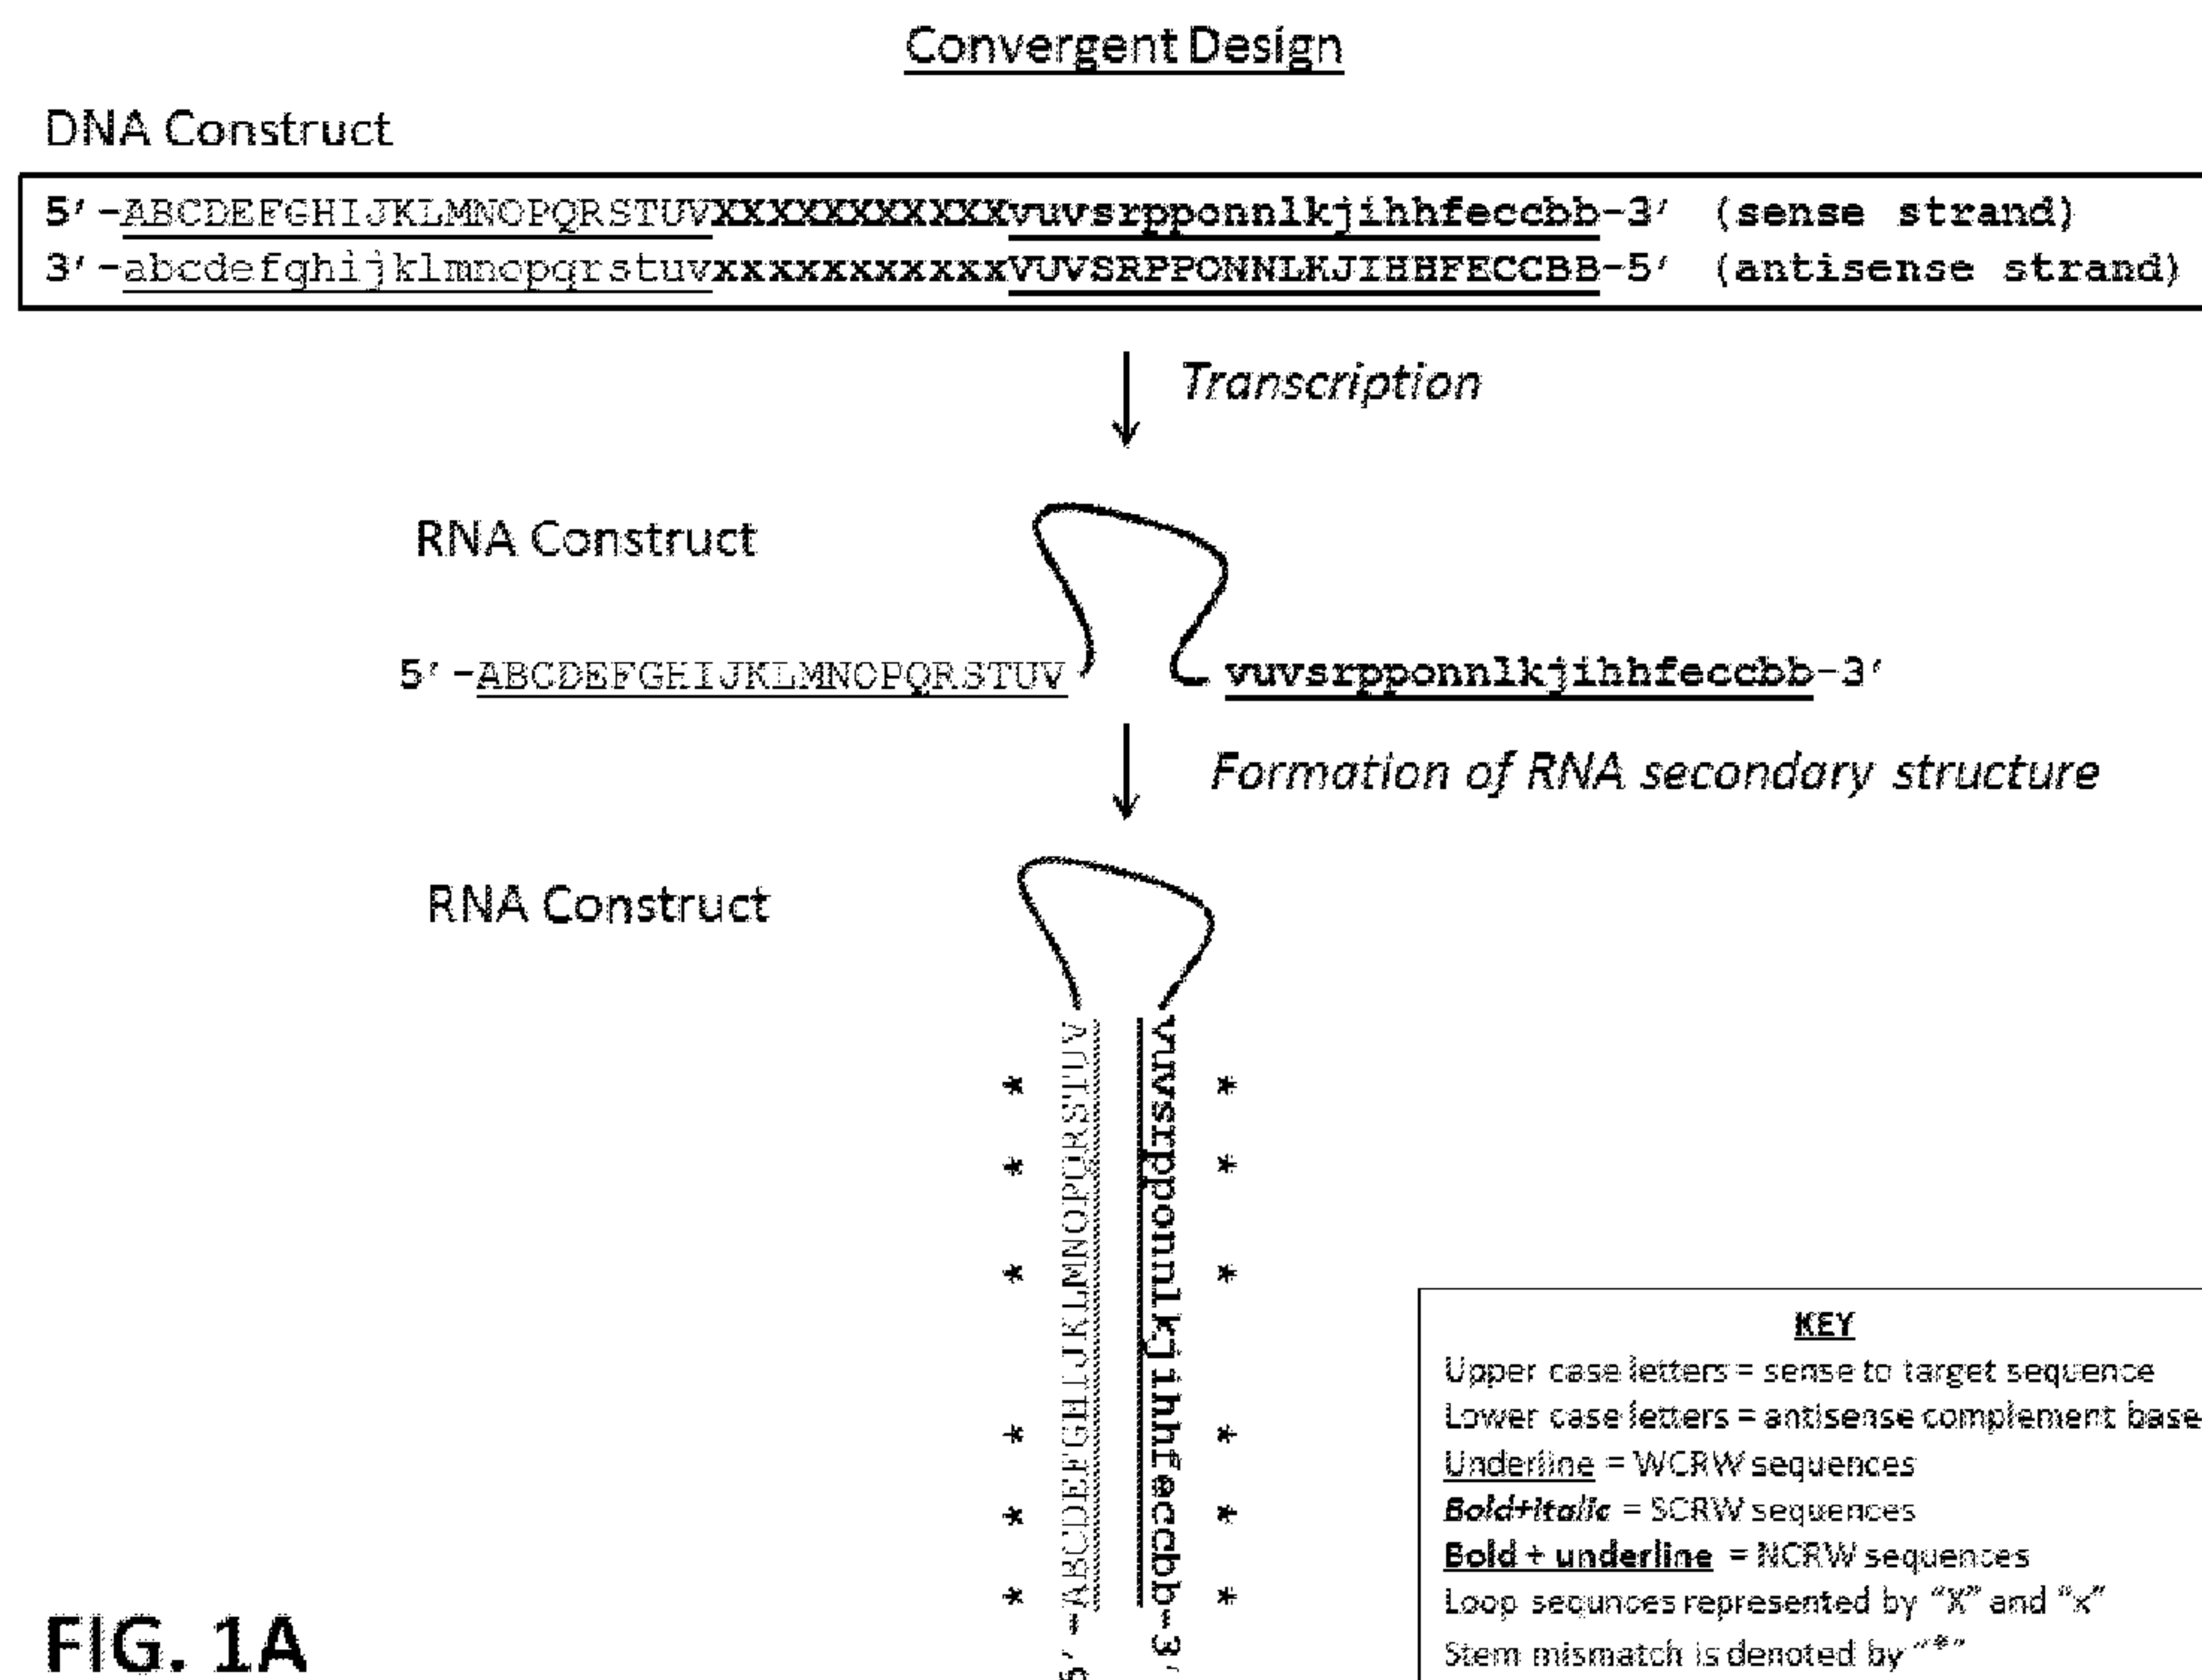 Convergent Design
DNA Construct
5'-ABCDEFGHIJKLMNOPQRSTUVXXXXXXXXXXXvuvsrpponnlkjihhfeccbb-3' (sense strand)
3'-abcdefghijklmnopqrstuvxxxxxxxxxxxVUVSRPPONNLKJIHHFECCBB-5' (antisense strand)
Transcription
RNA Construct
5'-ABCDEFGHIJKLMNOPQRSTUV vuvsrpponnlkjihhfeccbb-3'
Formation of RNA secondary structure
RNA Construct
5'-ABCDEFGHIJKLMNOPQRSTUV
vuvsrpponnlkjihhfeccbb-3'
* *
* *
* *
* *
* *
* *
KEY
Upper case letters = sense to target sequence
Lower case letters = antisense complement base
Underline = WCRW sequences
Bold+Italic = SCRW sequences
Bold + underline = NCRW sequences
Loop sequnces represented by "X" and "x"
Stem mismatch is denoted by "*"
FIG. 1A